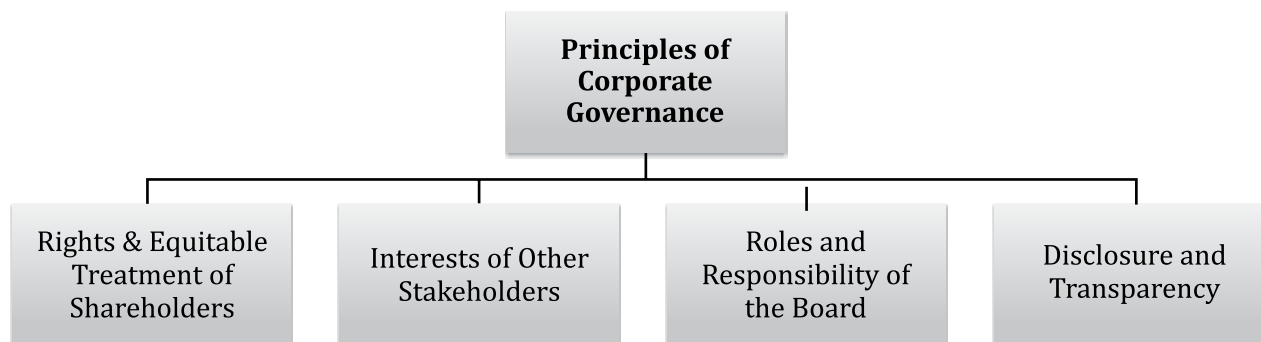 Principles of
Corporate
Governance
Rights & Equitable
Treatment of
Shareholders
Interests of Other
Stakeholders
Roles and
Responsibility of
the Board
Disclosure and
Transparency